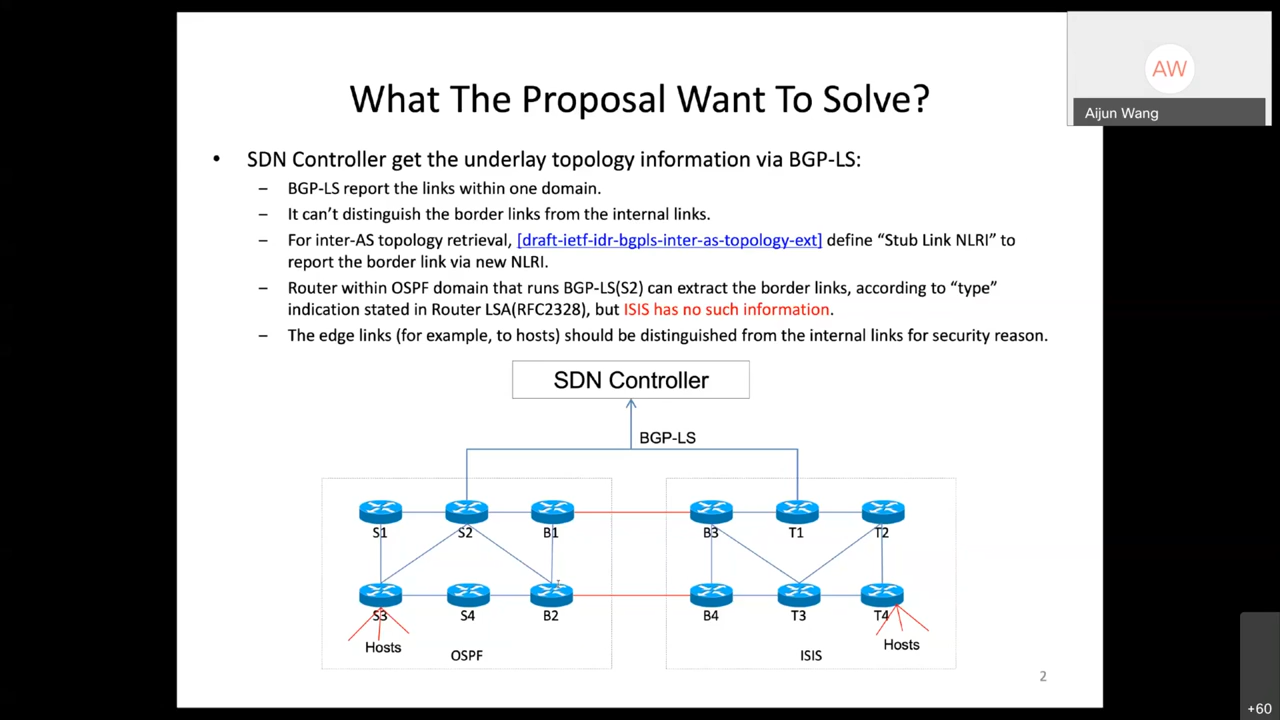 What The Proposal Want To Solve?
AW
Aijun Wang
• SDN Controller get the underlay topology information via BGP-LS:
– BGP-LS report the links within one domain.
– It can’t distinguish the border links from the internal links.
– For inter-AS topology retrieval, [draft-ietf-idr-bgpls-inter-as-topology-ext] define “Stub Link NLRI” to
report the border link via new NLRI.
– Router within OSPF domain that runs BGP-LS(S2) can extract the border links, according to “type”
indication stated in Router LSA(RFC2328), but ISIS has no such information.
– The edge links (for example, to hosts) should be distinguished from the internal links for security reason.
SDN Controller
BGP-LS
S1 S2 B1 B3 T1 T2
S3 S4 B2 B4 T3 T4
Hosts Hosts
OSPF ISIS
2
+60